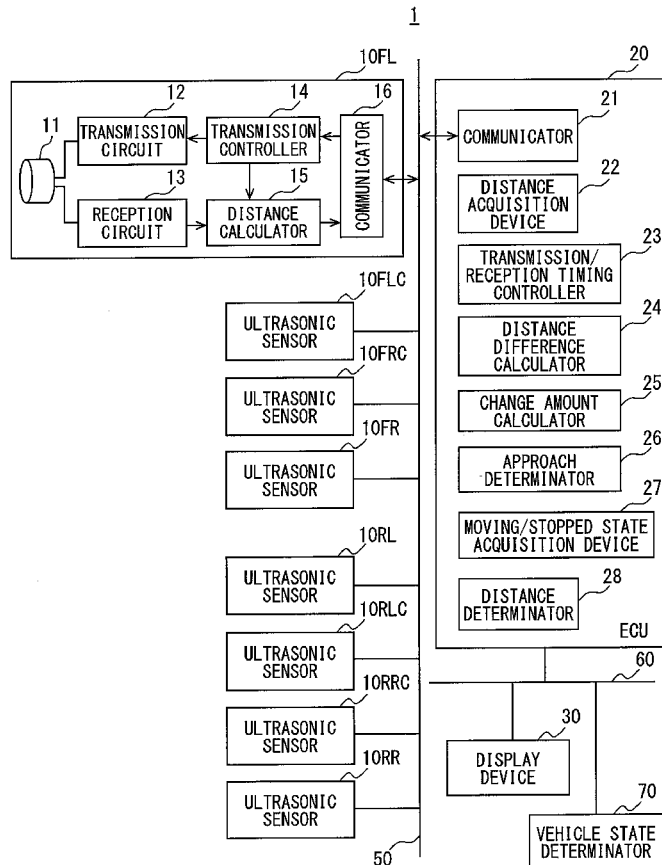 1
10FL
12
TRANSMISSION
CIRCUIT
14
TRANSMISSION
CONTROLLER
16
COMMUNICATOR
11
13
RECEPTION
CIRCUIT
15
DISTANCE
CALCULATOR
10FLC
ULTRASONIC
SENSOR
10FRC
ULTRASONIC
SENSOR
10FR
ULTRASONIC
SENSOR
10RL
ULTRASONIC
SENSOR
10RLC
ULTRASONIC
SENSOR
10RRC
ULTRASONIC
SENSOR
10RR
ULTRASONIC
SENSOR
50
20
21
COMMUNICATOR
22
DISTANCE
ACQUISITION
DEVICE
23
TRANSMISSION/
RECEPTION TIMING
CONTROLLER
24
DISTANCE
DIFFERENCE
CALCULATOR
25
CHANGE AMOUNT
CALCULATOR
26
APPROACH
DETERMINATOR
27
MOVING/STOPPED STATE
ACQUISITION DEVICE
28
DISTANCE
DETERMINATOR
ECU
60
30
DISPLAY
DEVICE
70
VEHICLE STATE
DETERMINATOR